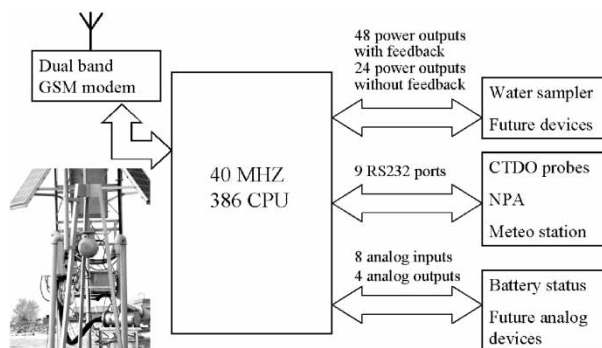 Dual band
GSM modem
40 MHZ
386 CPU
48 power outputs
with feedback
24 power outputs
without feedback
Water sampler
Future devices
9 RS232 ports
CTDO probes
NPA
Meteo station
8 analog inputs
4 analog outputs
Battery status
Future analog
devices